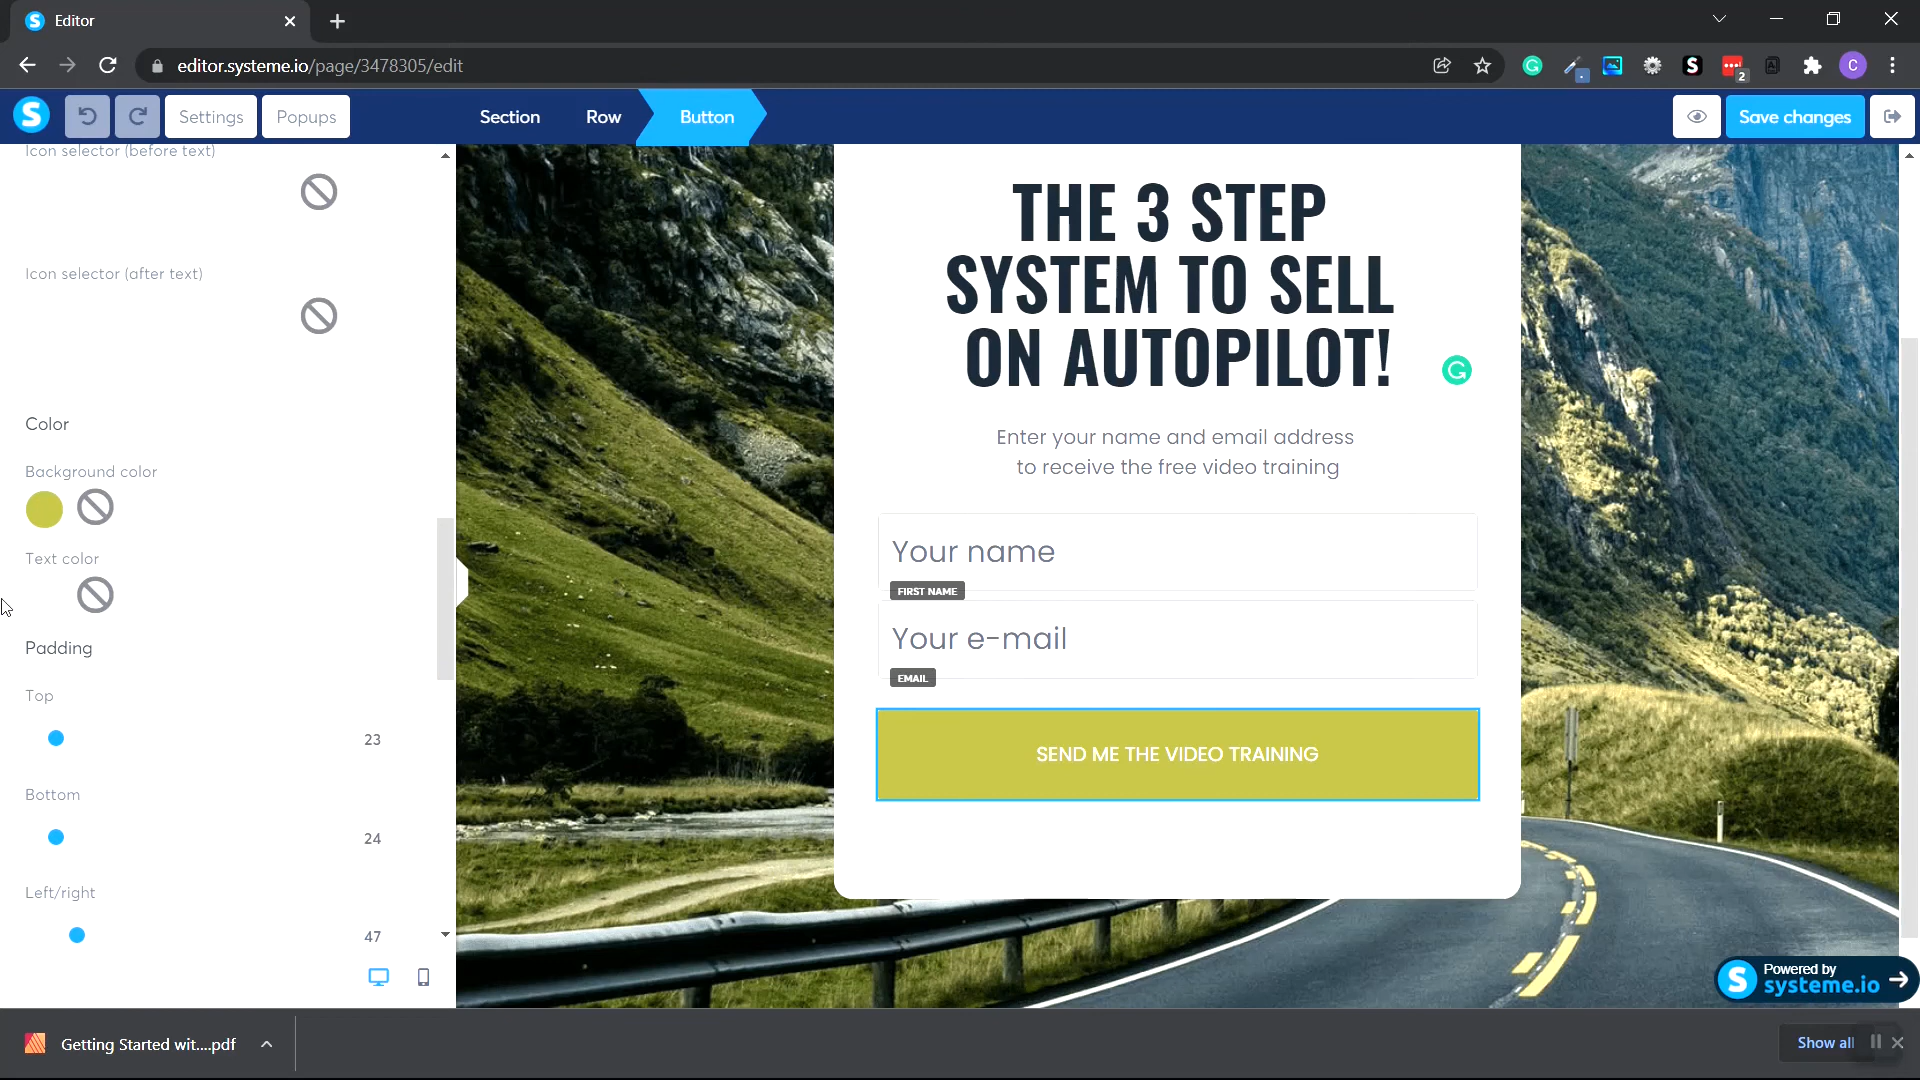 Editor
editor.systeme.io/page/3478305/edit
2
C
Settings
Popups
Section
Row
Button
Save changes
Icon selector (before text)
Icon selector (after text)
Color
Background color
Text color
Padding
Top
23
Bottom
24
Left/right
47
THE 3 STEP
SYSTEM TO SELL
ON AUTOPILOT!
Enter your name and email address
to receive the free video training
Your name
FIRST NAME
Your e-mail
EMAIL
SEND ME THE VIDEO TRAINING
Powered by
systeme.io
Getting Started wit....pdf
Show all